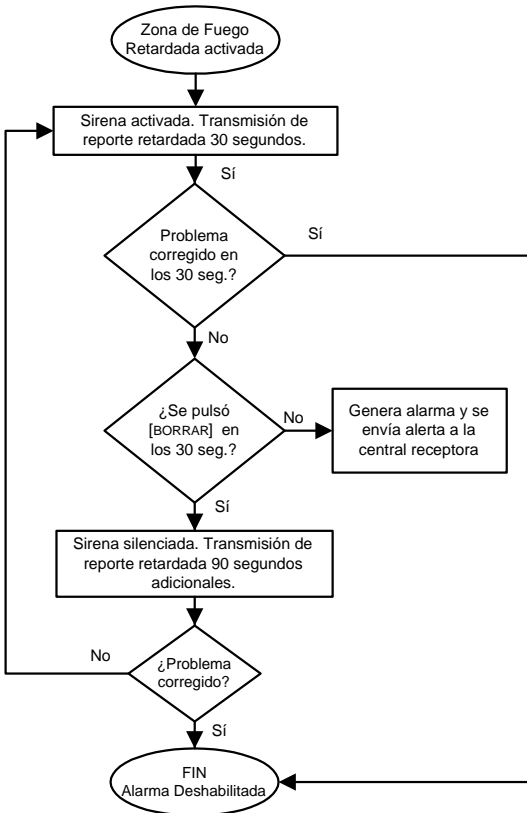 Zona de Fuego
Retardada activada
Sirena activada. Transmisión de
reporte retardada 30 segundos.
Sí
Problema
corregido en
los 30 seg.?
Sí
No
¿Se pulsó
[BORRAR] en
los 30 seg.?
No
Genera alarma y se
envía alerta a la
central receptora
Sí
Sirena silenciada. Transmisión de
reporte retardada 90 segundos
adicionales.
No
¿Problema
corregido?
Sí
FIN
Alarma Deshabilitada